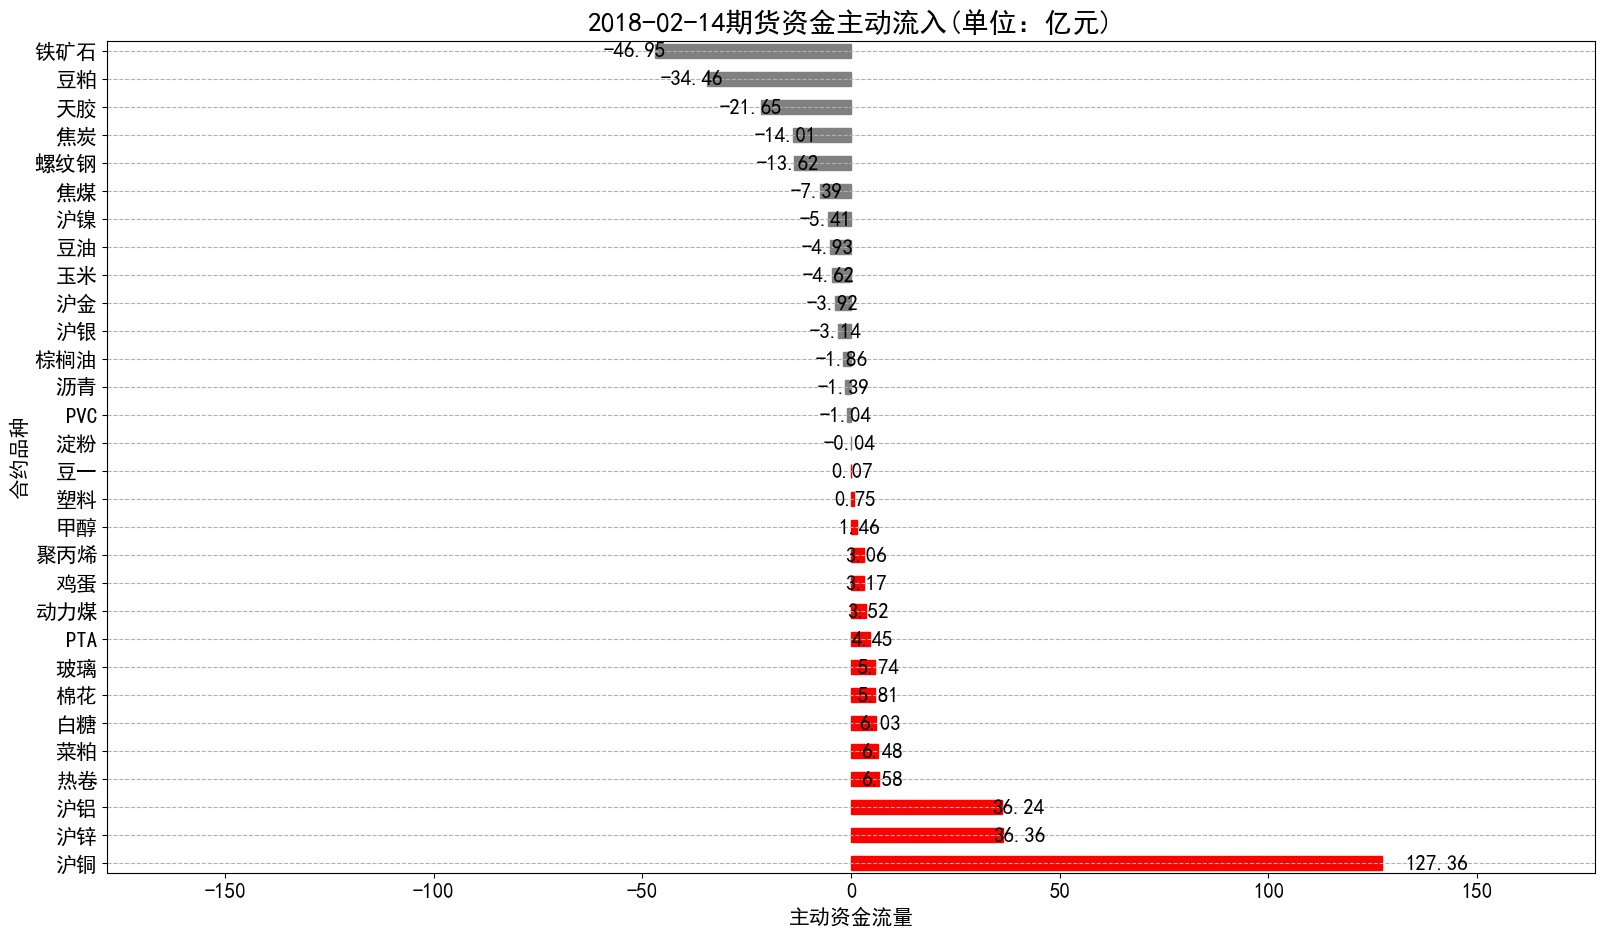 2018-02-14期货资金主动流入(单位：亿元)
铁矿石 -46.95
豆粕 -34.46
天胶 -21.65
焦炭 -14.01
螺纹钢 -13.62
焦煤 -7.39
沪镍 -5.41
豆油 -4.93
玉米 -4.62
沪金 -3.92
沪银 -3.14
棕榈油 -1.86
沥青 -1.39
PVC -1.04
淀粉 -0.04
豆一 0.07
塑料 0.75
甲醇 1.46
聚丙烯 3.06
鸡蛋 3.17
动力煤 3.52
PTA 4.45
玻璃 5.74
棉花 5.81
白糖 6.03
菜粕 6.48
热卷 6.58
沪铝 36.24
沪锌 36.36
沪铜 127.36
合约品种
-150 -100 -50 0 50 100 150
主动资金流量